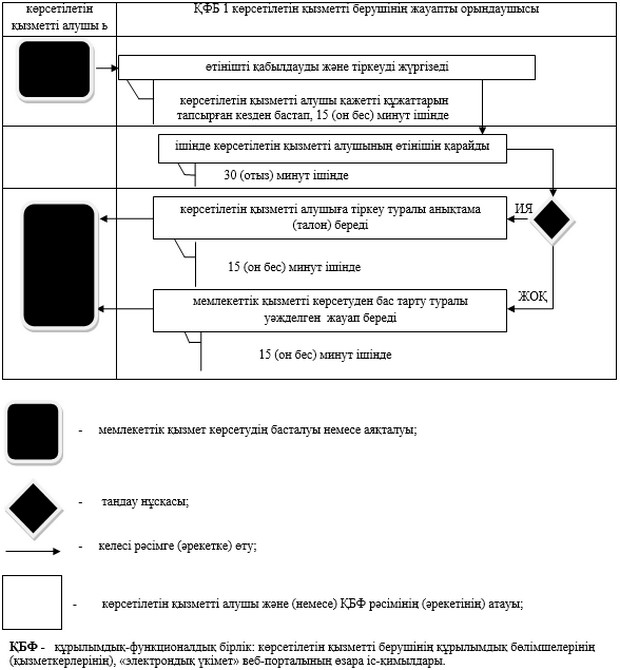 көрсетілетін
қызметті алушы ь
ҚФБ 1 көрсетілетін қызметті берушінің жауапты орындаушысы
өтінішті қабылдауды және тіркеуді жүргізеді
көрсетілетін қызметті алушы қажетті құжаттарын
тапсырған кезден бастап, 15 (он бес) минут ішінде
ішінде көрсетілетін қызметті алушының өтінішін қарайды
30 (отыз) минут ішінде
көрсетілетін қызметті алушыға тіркеу туралы анықтама
(талон) береді
ИЯ
15 (он бес) минут ішінде
мемлекеттік қызметті көрсетуден бас тарту туралы
уәжделген жауап береді
ЖОҚ
15 (он бес) минут ішінде
- мемлекеттік қызмет көрсетудің басталуы немесе аяқталуы;
- таңдау нұсқасы;
- келесі рәсімге (әрекетке) өту;
- көрсетілетін қызметті алушы және (немесе) ҚБФ рәсімінің (әрекетінің) атауы;
ҚБФ - құрылымдық-функционалдық бірлік: көрсетілетін қызметті берушінің құрылымдық бөлімшелерінің
(қызметкерлерінің), «электрондық үкімет» веб-порталының өзара іс-қимылдары.